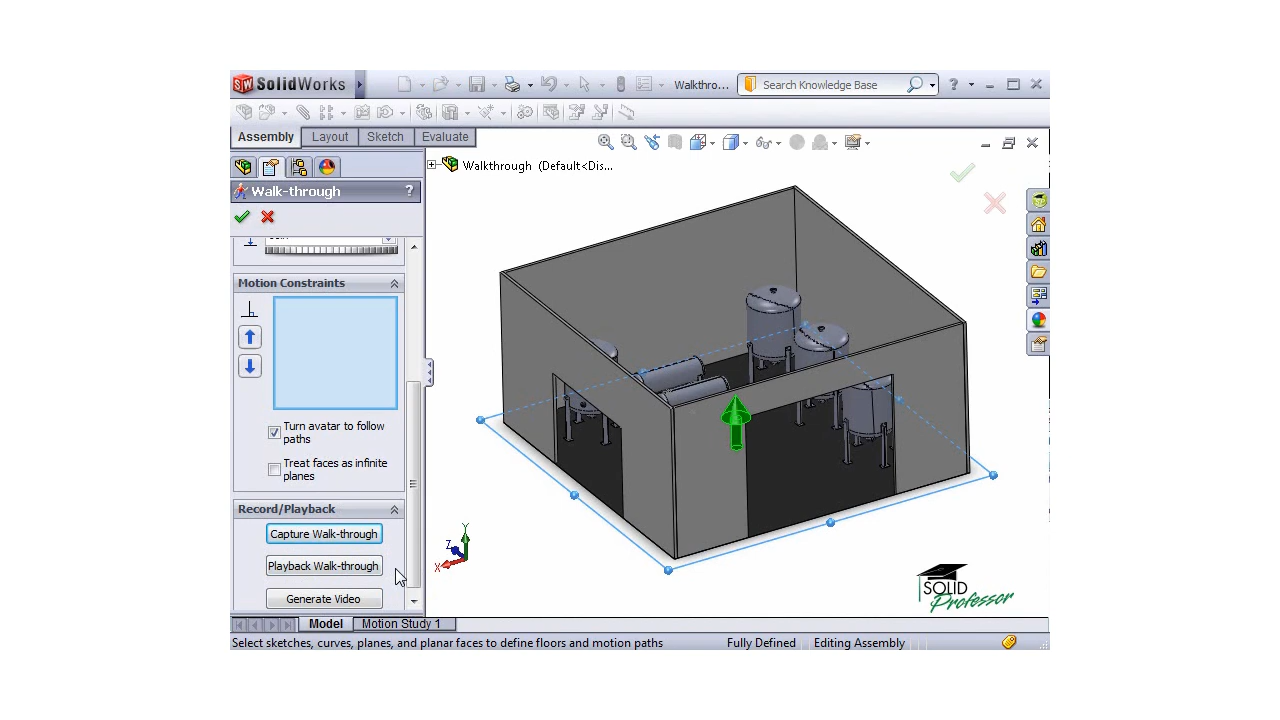 SW SolidWorks
Walkthro...
Search Knowledge Base
?
Assembly
Layout
Sketch
Evaluate
Walkthrough (Default<Dis...
Walk-through
?
Motion Constraints
Turn avatar to follow
paths
Treat faces as infinite
planes
Record/Playback
Capture Walk-through
Playback Walk-through
Generate Video
Y
Z
X
SOLID
Professor
Model
Motion Study 1
Select sketches, curves, planes, and planar faces to define floors and motion paths
Fully Defined
Editing Assembly